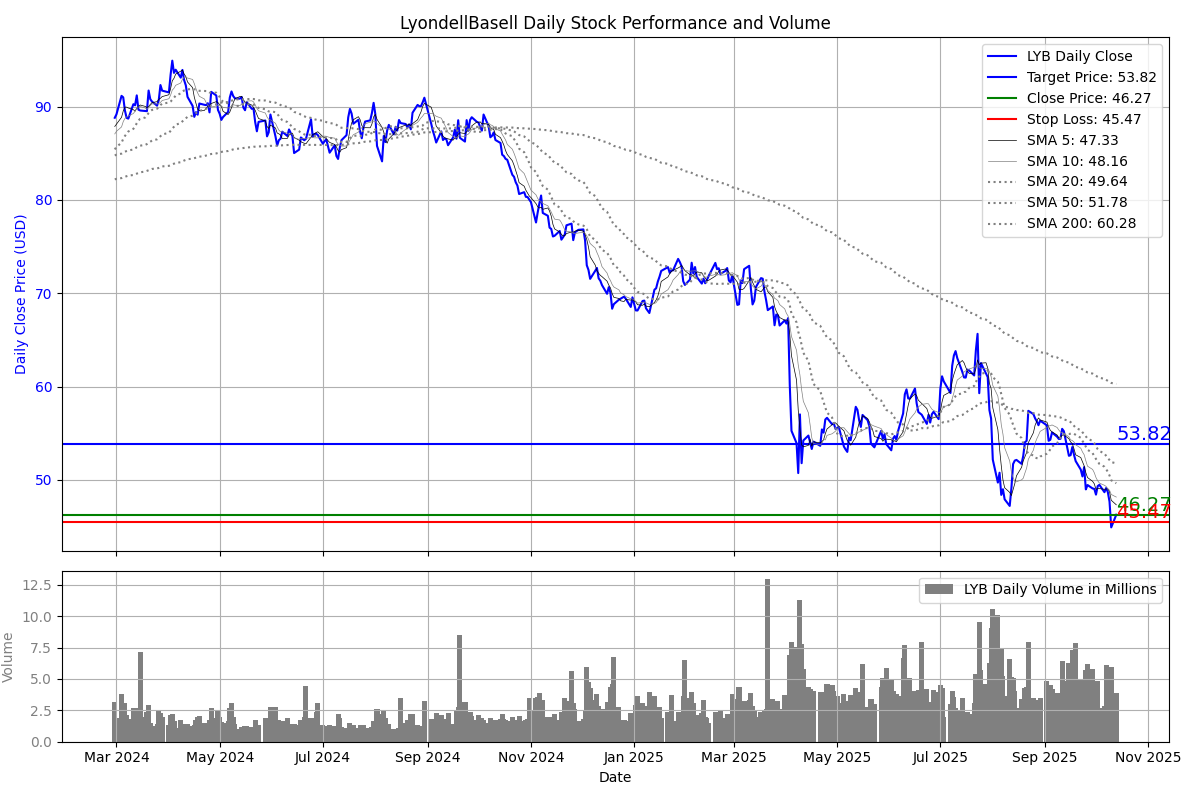 LyondellBasell Daily Stock Performance and Volume
Daily Close Price (USD)
90
80
70
60
50
LYB Daily Close
Target Price: 53.82
Close Price: 46.27
Stop Loss: 45.47
SMA 5: 47.33
SMA 10: 48.16
SMA 20: 49.64
SMA 50: 51.78
SMA 200: 60.28
53.82
46.27
45.47
Volume
12.5
10.0
7.5
5.0
2.5
0.0
LYB Daily Volume in Millions
Mar 2024 May 2024 Jul 2024 Sep 2024 Nov 2024 Jan 2025 Mar 2025 May 2025 Jul 2025 Sep 2025 Nov 2025
Date